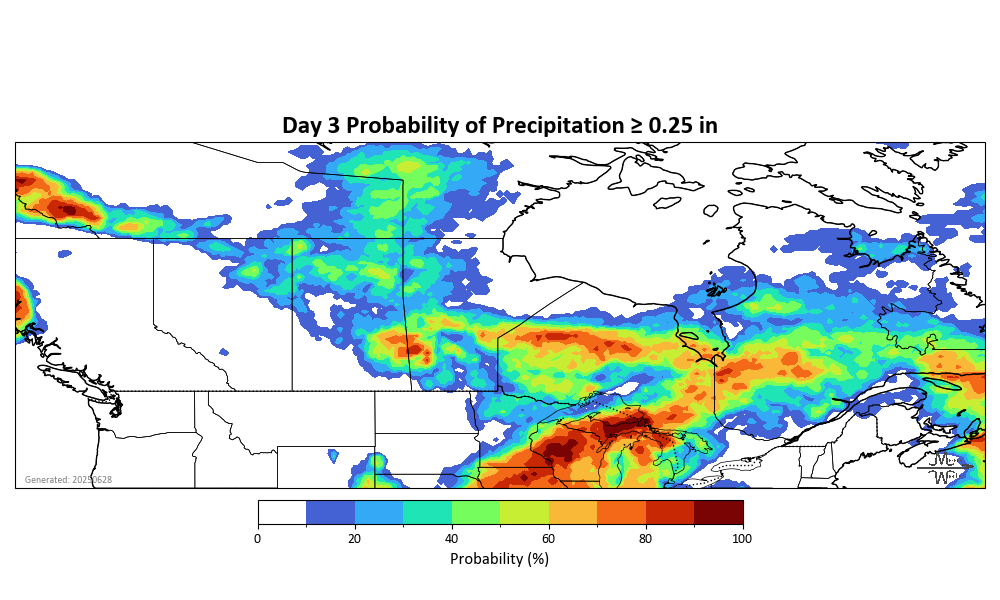 Day 3 Probability of Precipitation ≥ 0.25 in
Generated: 20250628
0 20 40 60 80 100
Probability (%)